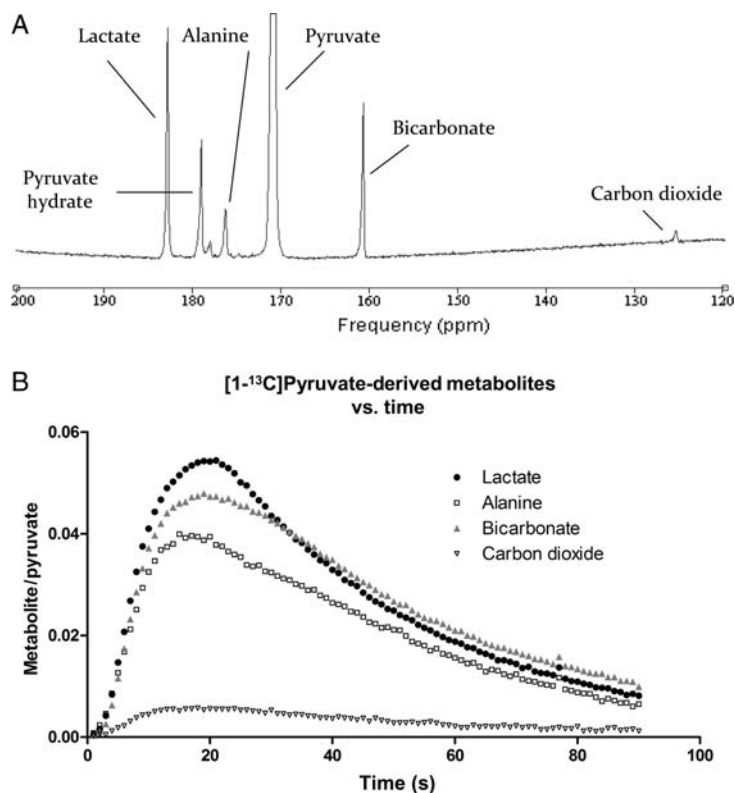 A
Lactate
Alanine
Pyruvate
Bicarbonate
Pyruvate
hydrate
Carbon dioxide
200 190 180 170 160 150 140 130 120
Frequency (ppm)
B
[1-¹³C]Pyruvate-derived metabolites
vs. time
0.06
0.04
0.02
0.00
Metabolite/pyruvate
Lactate
Alanine
Bicarbonate
Carbon dioxide
0 20 40 60 80 100
Time (s)